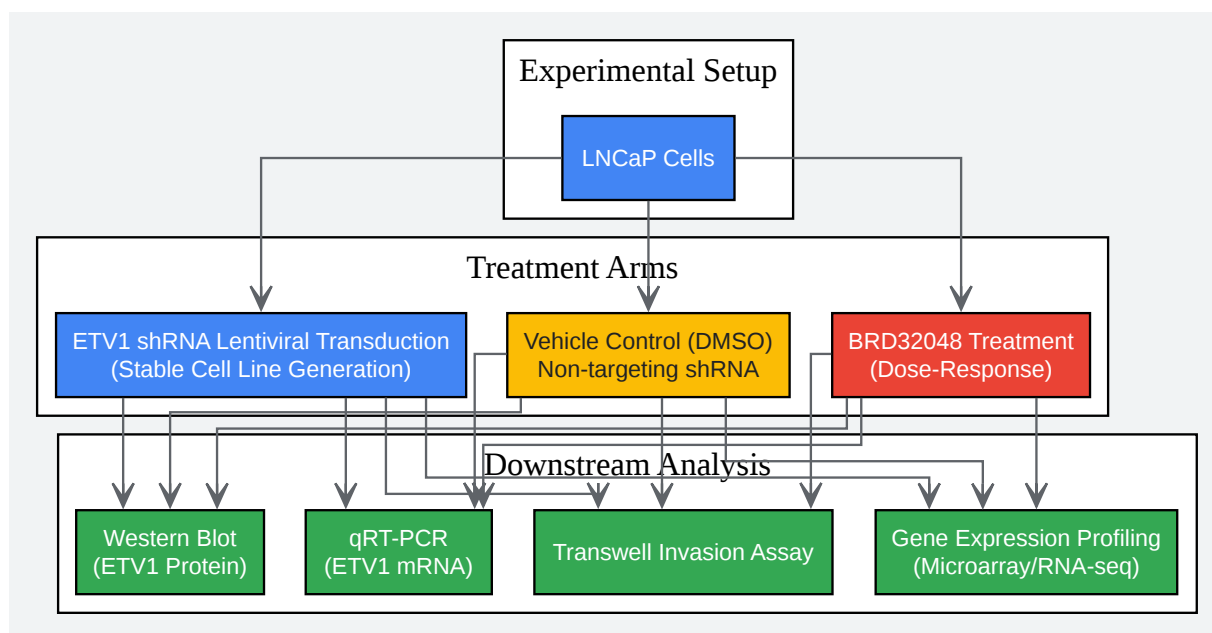 Experimental Setup
LNCaP Cells
Treatment Arms
ETV1 shRNA Lentiviral Transduction
(Stable Cell Line Generation)
Vehicle Control (DMSO)
Non-targeting shRNA
BRD32048 Treatment
(Dose-Response)
Downstream Analysis
Western Blot
(ETV1 Protein)
qRT-PCR
(ETV1 mRNA)
Transwell Invasion Assay
Gene Expression Profiling
(Microarray/RNA-seq)